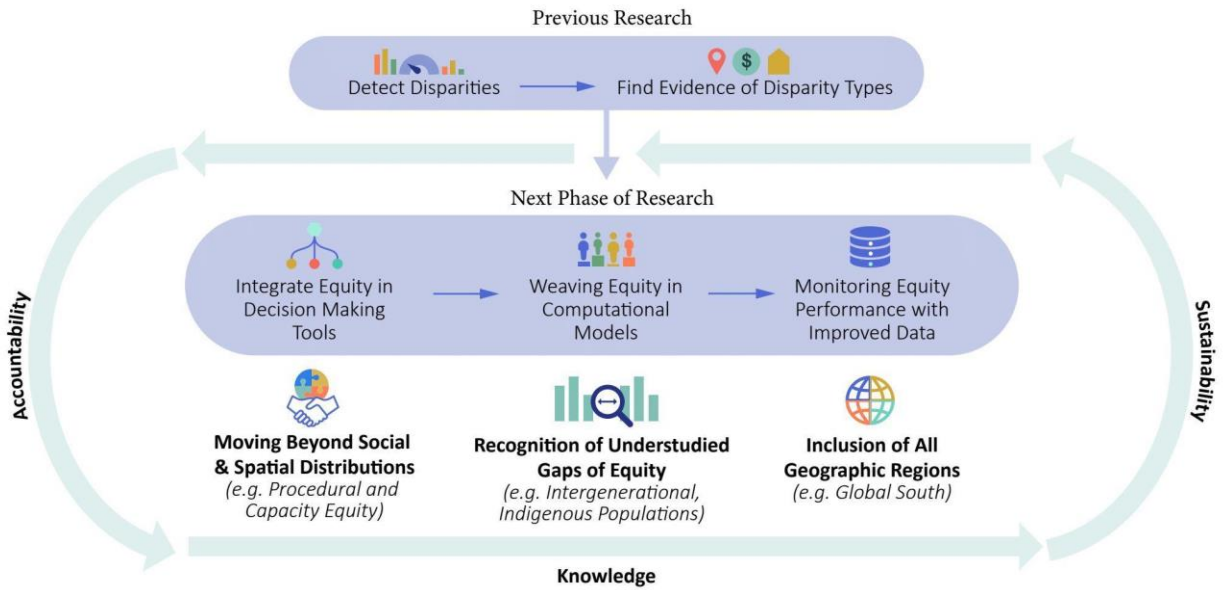 Previous Research
Detect Disparities
$
Find Evidence of Disparity Types
Next Phase of Research
Integrate Equity in
Decision Making
Tools
Weaving Equity in
Computational
Models
Monitoring Equity
Performance with
Improved Data
Accountability
Sustainability
Moving Beyond Social
& Spatial Distributions
(e.g. Procedural and
Capacity Equity)
Recognition of Understudied
Gaps of Equity
(e.g. Intergenerational,
Indigenous Populations)
Inclusion of All
Geographic Regions
(e.g. Global South)
Knowledge